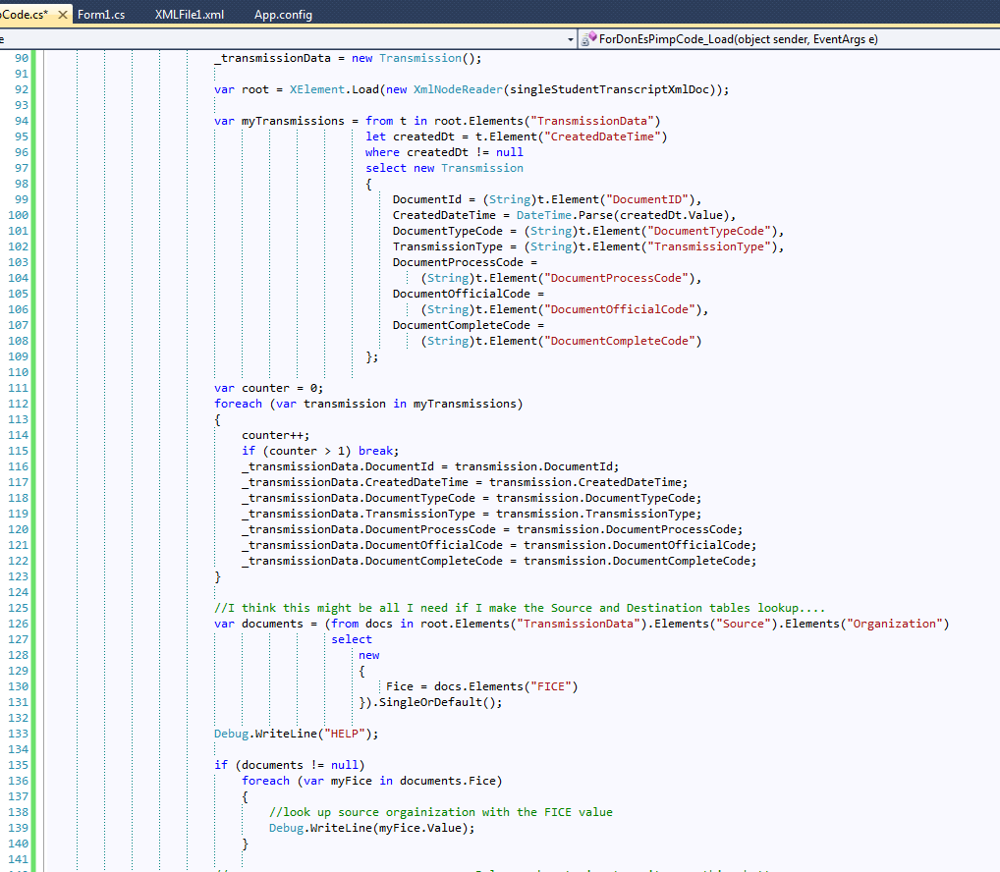 oCode.cs* Form1.cs XMLFile1.xml App.config
e ForDonEsPimpCode_Load(object sender, EventArgs e)
90 _transmissionData = new Transmission();
91
92 var root = XElement.Load(new XmlNodeReader(singleStudentTranscriptXmlDoc));
93
94 var myTransmissions = from t in root.Elements("TransmissionData")
95 let createdDt = t.Element("CreatedDateTime")
96 where createdDt != null
97 select new Transmission
98 {
99 DocumentId = (String)t.Element("DocumentID"),
100 CreatedDateTime = DateTime.Parse(createdDt.Value),
101 DocumentTypeCode = (String)t.Element("DocumentTypeCode"),
102 TransmissionType = (String)t.Element("TransmissionType"),
103 DocumentProcessCode =
104 (String)t.Element("DocumentProcessCode"),
105 DocumentOfficialCode =
106 (String)t.Element("DocumentOfficialCode"),
107 DocumentCompleteCode =
108 (String)t.Element("DocumentCompleteCode")
109 };
110
111 var counter = 0;
112 foreach (var transmission in myTransmissions)
113 {
114 counter++;
115 if (counter > 1) break;
116 _transmissionData.DocumentId = transmission.DocumentId;
117 _transmissionData.CreatedDateTime = transmission.CreatedDateTime;
118 _transmissionData.DocumentTypeCode = transmission.DocumentTypeCode;
119 _transmissionData.TransmissionType = transmission.TransmissionType;
120 _transmissionData.DocumentProcessCode = transmission.DocumentProcessCode;
121 _transmissionData.DocumentOfficialCode = transmission.DocumentOfficialCode;
122 _transmissionData.DocumentCompleteCode = transmission.DocumentCompleteCode;
123 }
124
125 //I think this might be all I need if I make the Source and Destination tables lookup....
126 var documents = (from docs in root.Elements("TransmissionData").Elements("Source").Elements("Organization")
127 select
128 new
129 {
130 Fice = docs.Elements("FICE")
131 }).SingleOrDefault();
132
133 Debug.WriteLine("HELP");
134
135 if (documents != null)
136 foreach (var myFice in documents.Fice)
137 {
138 //look up source orgainization with the FICE value
139 Debug.WriteLine(myFice.Value);
140 }
141